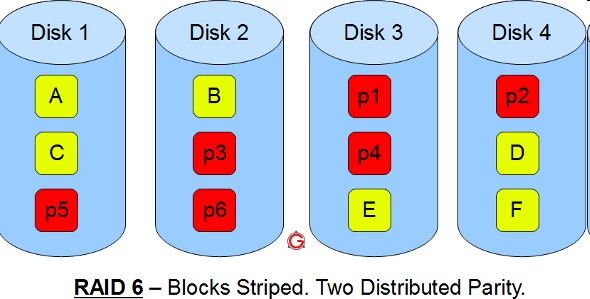 Disk 1 Disk 2 Disk 3 Disk 4
A B p1 p2
C p3 p4 D
p5 p6 E F
G
RAID 6 – Blocks Striped. Two Distributed Parity.